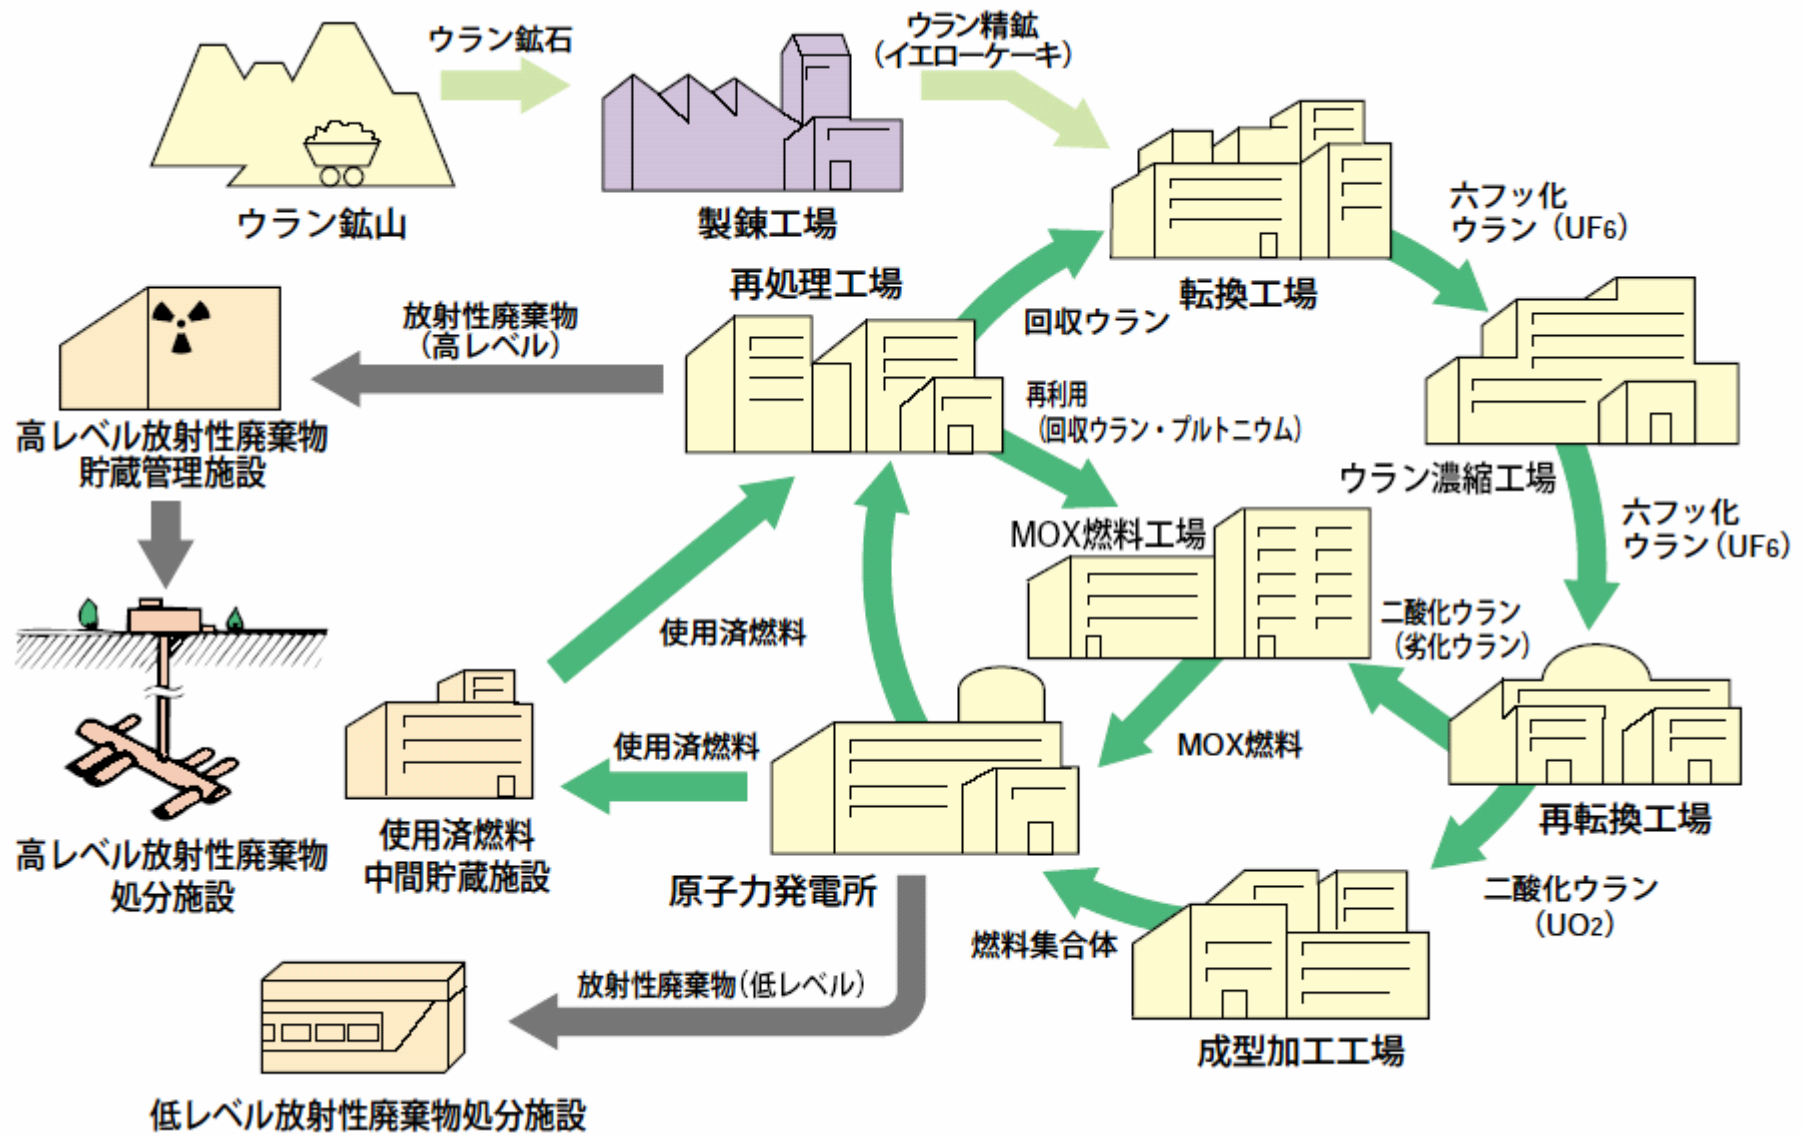 ウラン鉱石
ウラン精鉱
（イエローケーキ）
ウラン鉱山
製錬工場
転換工場
六フッ化
ウラン（UF6）
再処理工場
回収ウラン
放射性廃棄物
（高レベル）
再利用
（回収ウラン・プルトニウム）
高レベル放射性廃棄物
貯蔵管理施設
ウラン濃縮工場
六フッ化
ウラン（UF6）
MOX燃料工場
二酸化ウラン
（劣化ウラン）
使用済燃料
使用済燃料
MOX燃料
再転換工場
使用済燃料
中間貯蔵施設
高レベル放射性廃棄物
処分施設
原子力発電所
二酸化ウラン
（UO2）
燃料集合体
放射性廃棄物（低レベル）
成型加工工場
低レベル放射性廃棄物処分施設